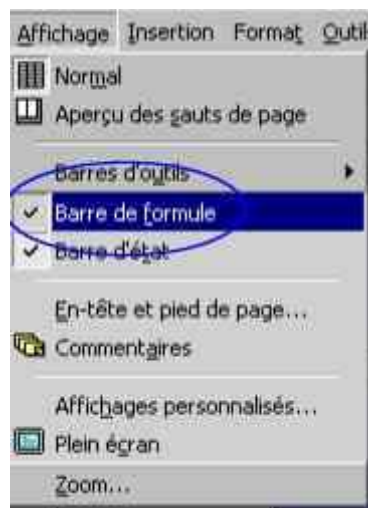 Affichage Insertion Format Outil
Normal
Aperçu des sauts de page
Barres d'outils
Barre de formule
Barre d'état
En-tête et pied de page...
Commentaires
Affichages personnalisés...
Plein écran
Zoom...